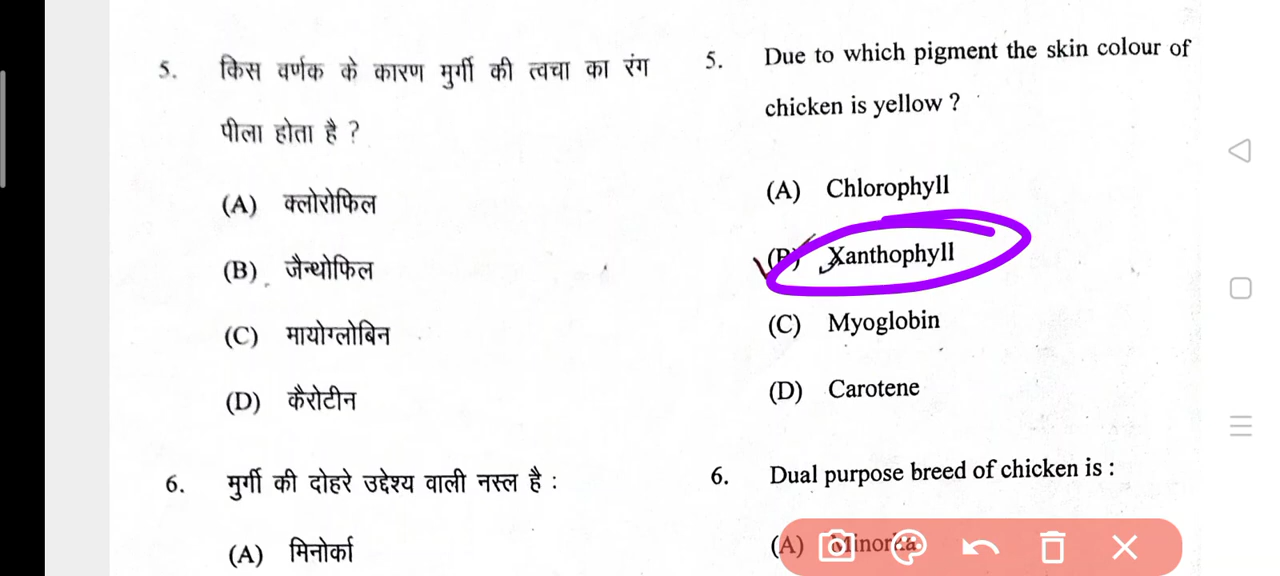 5. किस वर्णक के कारण मुर्गी की त्वचा का रंग
पीला होता है ?
(A) क्लोरोफिल
(B) जैन्थोफिल
(C) मायोग्लोबिन
(D) कैरोटीन
6. मुर्गी की दोहरे उद्देश्य वाली नस्ल है :
(A) मिनोर्का
5. Due to which pigment the skin colour of
chicken is yellow ?
(A) Chlorophyll
(B) Xanthophyll
(C) Myoglobin
(D) Carotene
6. Dual purpose breed of chicken is :
(A) Minorka